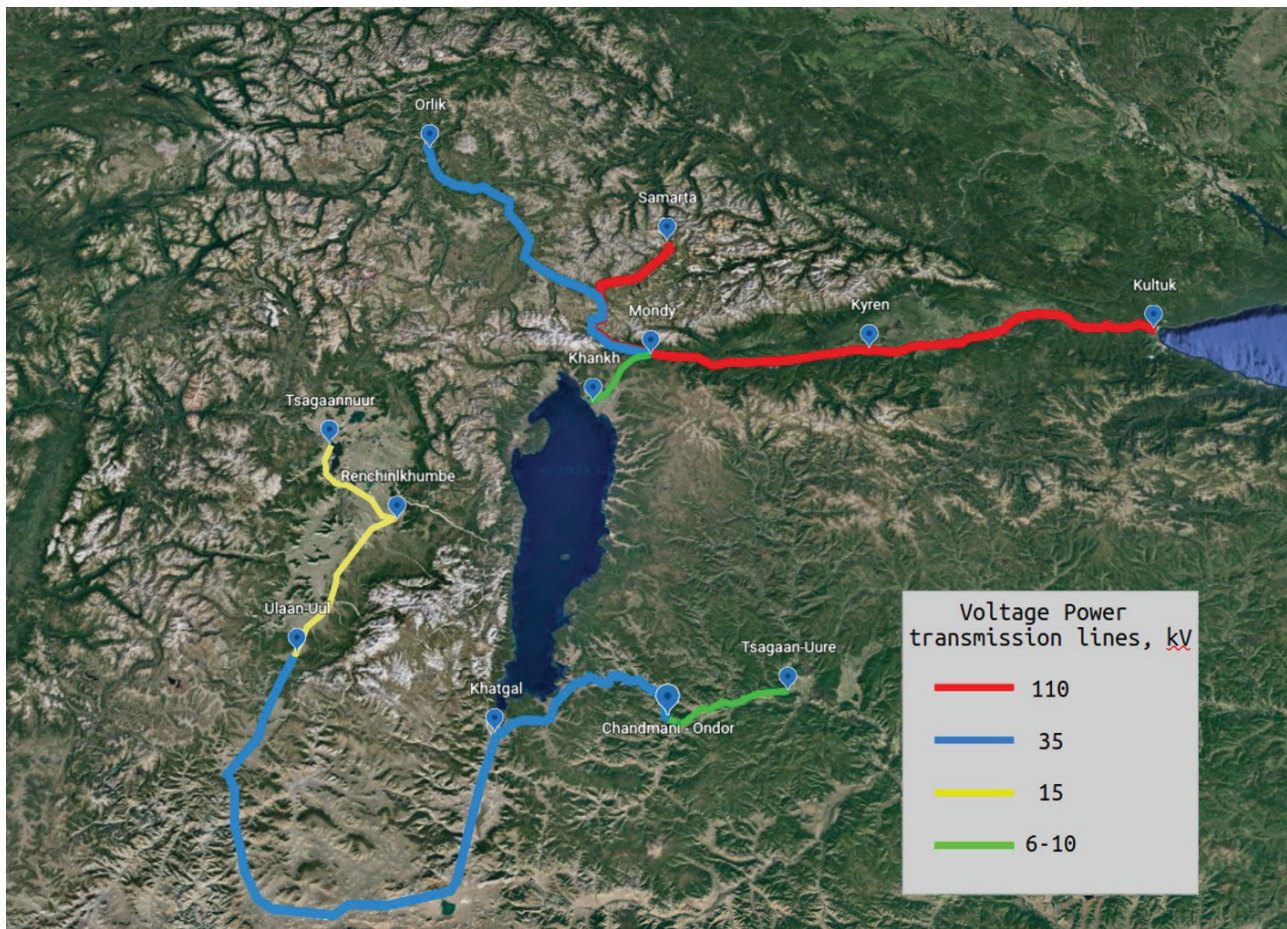 Orlik
Samarta
Kultuk
Kyren
Mondy
Khankh
Tsagaannuur
Renchinlkhumbe
Ulaan-Uul
Tsagaan-Uure
Khatgal
Chandmani - Ondor
Voltage Power
transmission lines, kV
110
35
15
6-10